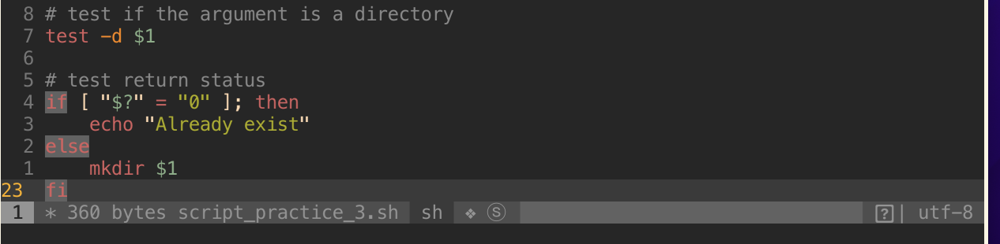 8 # test if the argument is a directory
7 test -d $1
6
5 # test return status
4 if [ "$?" = "0" ]; then
3     echo "Already exist"
2 else
1     mkdir $1
23 fi
1 * 360 bytes script_practice_3.sh sh ❖ Ⓢ [?]| utf-8